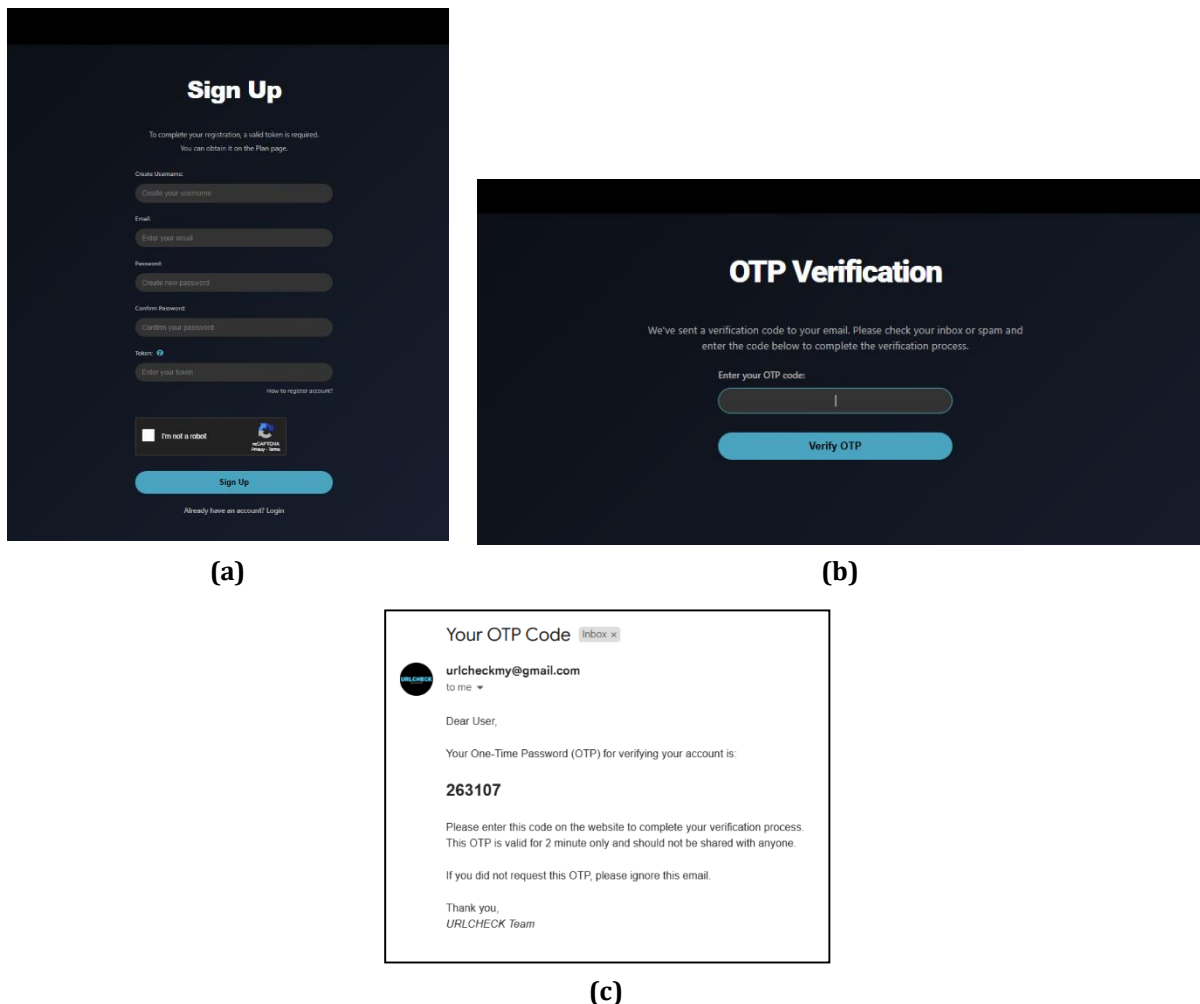 Sign Up
To complete your registration, a valid token is required.
You can obtain it on the Plan page.
Create Username:
Create your username
Email:
Enter your email
Password:
Create new password
Confirm Password:
Confirm your password
Token: ?
Enter your token
How to register account?
I'm not a robot
reCAPTCHA
Privacy - Terms
Sign Up
Already have an account? Login
(a)
OTP Verification
We've sent a verification code to your email. Please check your inbox or spam and
enter the code below to complete the verification process.
Enter your OTP code:
Verify OTP
(b)
Your OTP Code Inbox ×
URLCHECK
urlcheckmy@gmail.com
to me
Dear User,
Your One-Time Password (OTP) for verifying your account is:
263107
Please enter this code on the website to complete your verification process.
This OTP is valid for 2 minute only and should not be shared with anyone.
If you did not request this OTP, please ignore this email.
Thank you,
URLCHECK Team
(c)